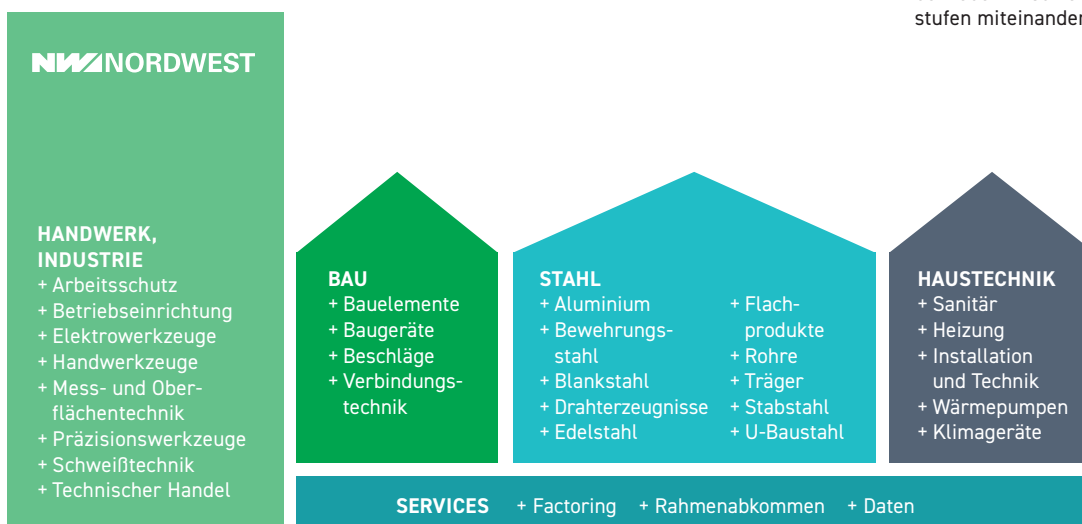 stufen miteinander
NW NORDWEST
HANDWERK,
INDUSTRIE
+ Arbeitsschutz
+ Betriebseinrichtung
+ Elektrowerkzeuge
+ Handwerkzeuge
+ Mess- und Ober-
flächentechnik
+ Präzisionswerkzeuge
+ Schweißtechnik
+ Technischer Handel
BAU
+ Bauelemente
+ Baugeräte
+ Beschläge
+ Verbindungs-
technik
STAHL
+ Aluminium
+ Bewehrungs-
stahl
+ Blankstahl
+ Drahterzeugnisse
+ Edelstahl
+ Flach-
produkte
+ Rohre
+ Träger
+ Stabstahl
+ U-Baustahl
HAUSTECHNIK
+ Sanitär
+ Heizung
+ Installation
und Technik
+ Wärmepumpen
+ Klimageräte
SERVICES + Factoring + Rahmenabkommen + Daten